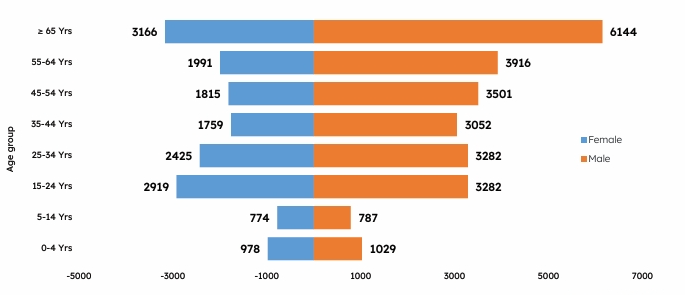 ≥ 65 Yrs 3166 6144
55-64 Yrs 1991 3916
45-54 Yrs 1815 3501
35-44 Yrs 1759 3052
25-34 Yrs 2425 3282
15-24 Yrs 2919 3282
5-14 Yrs 774 787
0-4 Yrs 978 1029
-5000 -3000 -1000 1000 3000 5000 7000
Age group
Female
Male